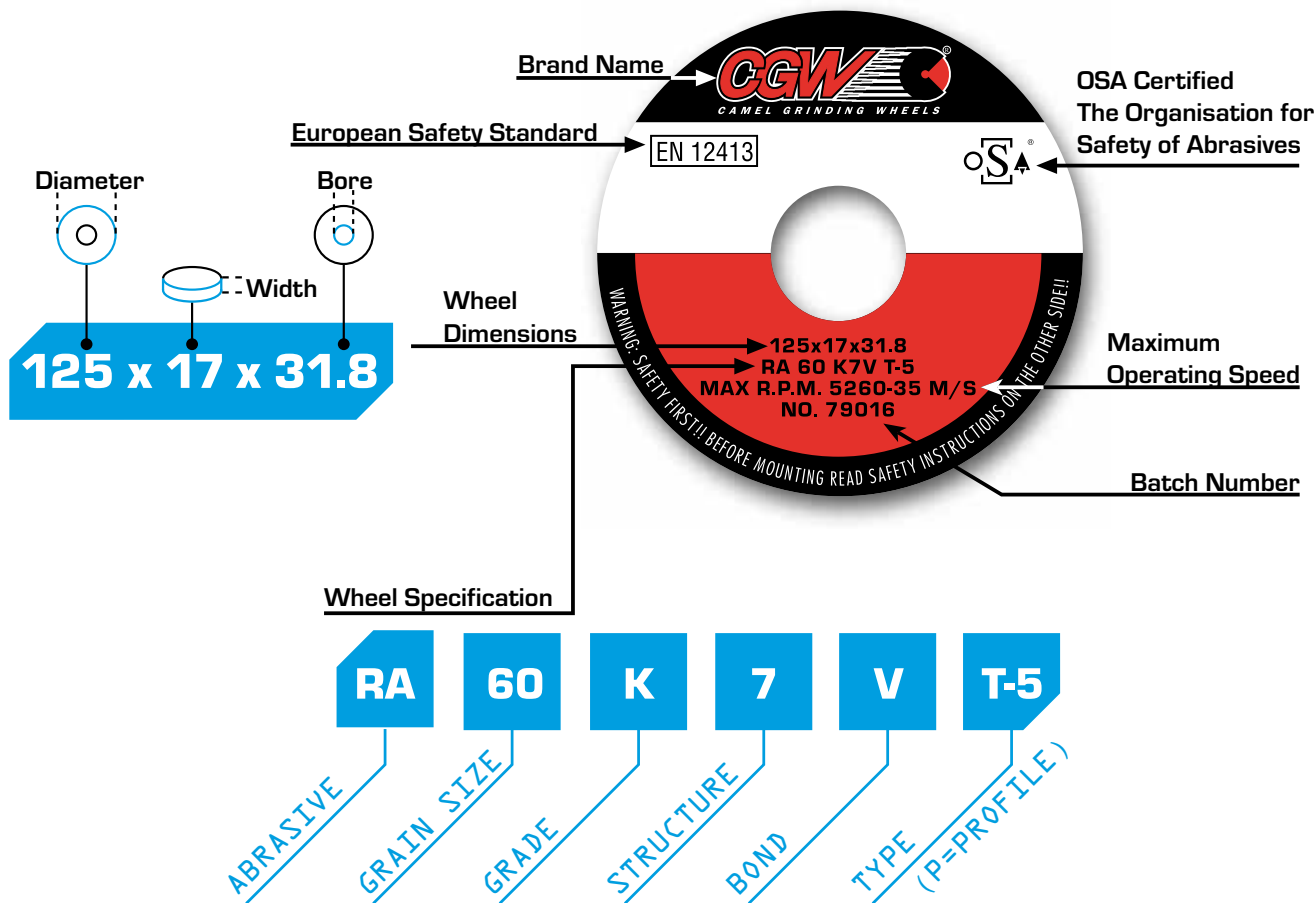 Brand Name
CGW®
CAMEL GRINDING WHEELS
OSA Certified
The Organisation for
Safety of Abrasives
European Safety Standard
EN 12413
S®
Diameter
Bore
Width
125 x 17 x 31.8
Wheel
Dimensions
125x17x31.8
RA 60 K7V T-5
MAX R.P.M. 5260-35 M/S
NO. 79016
WARNING: SAFETY FIRST!! BEFORE MOUNTING READ SAFETY INSTRUCTIONS ON THE OTHER SIDE!!
Maximum
Operating Speed
Batch Number
Wheel Specification
RA 60 K 7 V T-5
ABRASIVE
GRAIN SIZE
GRADE
STRUCTURE
BOND
TYPE
(P=PROFILE)